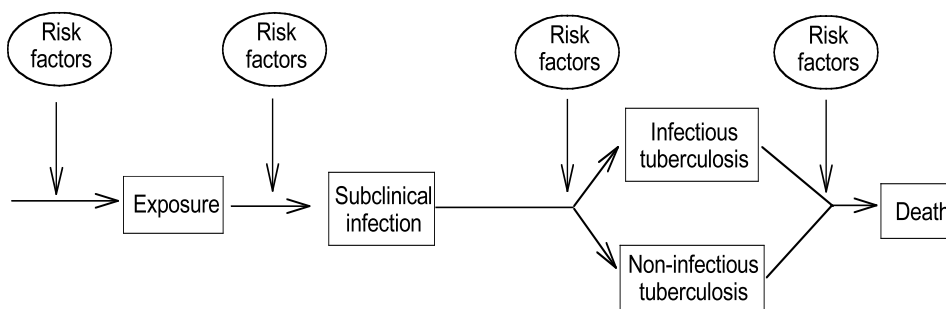 Risk
factors
Risk
factors
Risk
factors
Risk
factors
Exposure
Subclinical
infection
Infectious
tuberculosis
Non-infectious
tuberculosis
Death